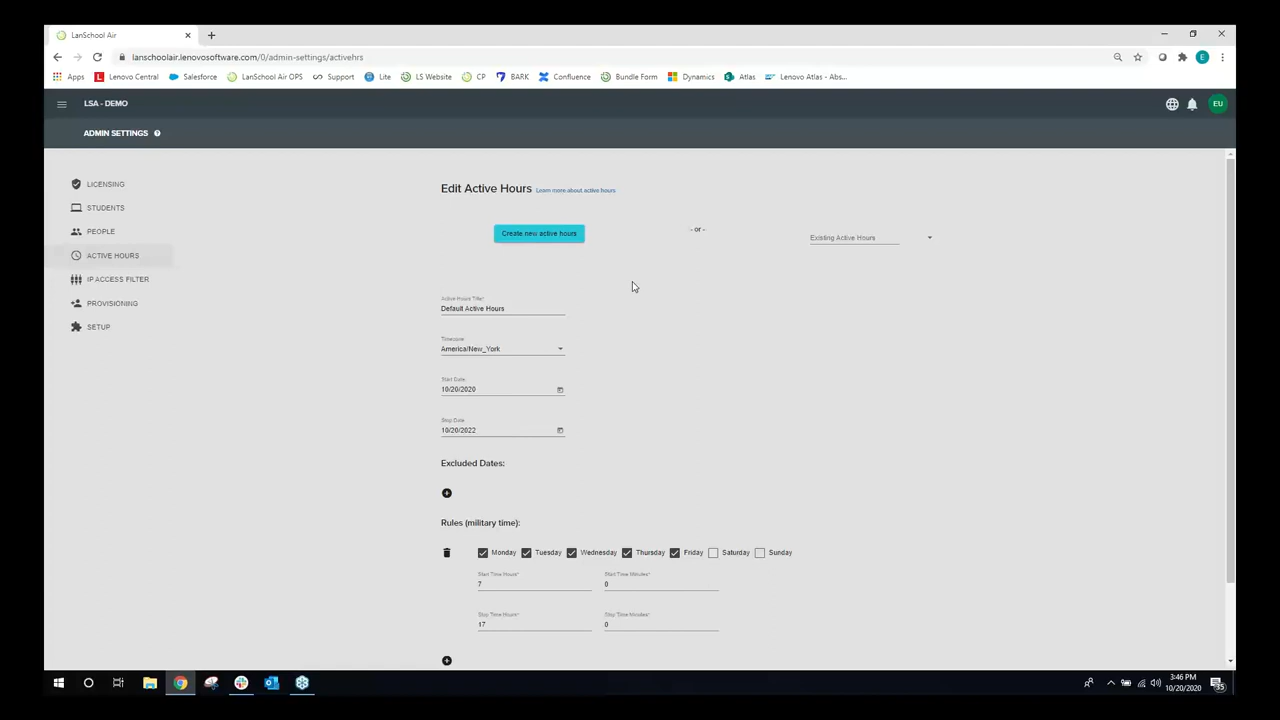 LanSchool Air
lanschoolair.lenovosoftware.com/0/admin-settings/activehrs
E
Apps Lenovo Central Salesforce LanSchool Air OPS Support Lite LS Website CP BARK Confluence Bundle Form Dynamics Atlas Lenovo Atlas - Abs...
LSA - DEMO
EU
ADMIN SETTINGS
LICENSING
STUDENTS
PEOPLE
ACTIVE HOURS
IP ACCESS FILTER
PROVISIONING
SETUP
Edit Active Hours Learn more about active hours
Create new active hours
- or -
Existing Active Hours
Active Hours Title*
Default Active Hours
Timezone
America/New_York
Start Date:
10/20/2020
Stop Date:
10/20/2022
Excluded Dates:
Rules (military time):
Monday Tuesday Wednesday Thursday Friday Saturday Sunday
Start Time Hours* Start Time Minutes*
7 0
Stop Time Hours* Stop Time Minutes*
17 0
3:46 PM
10/20/2020
35